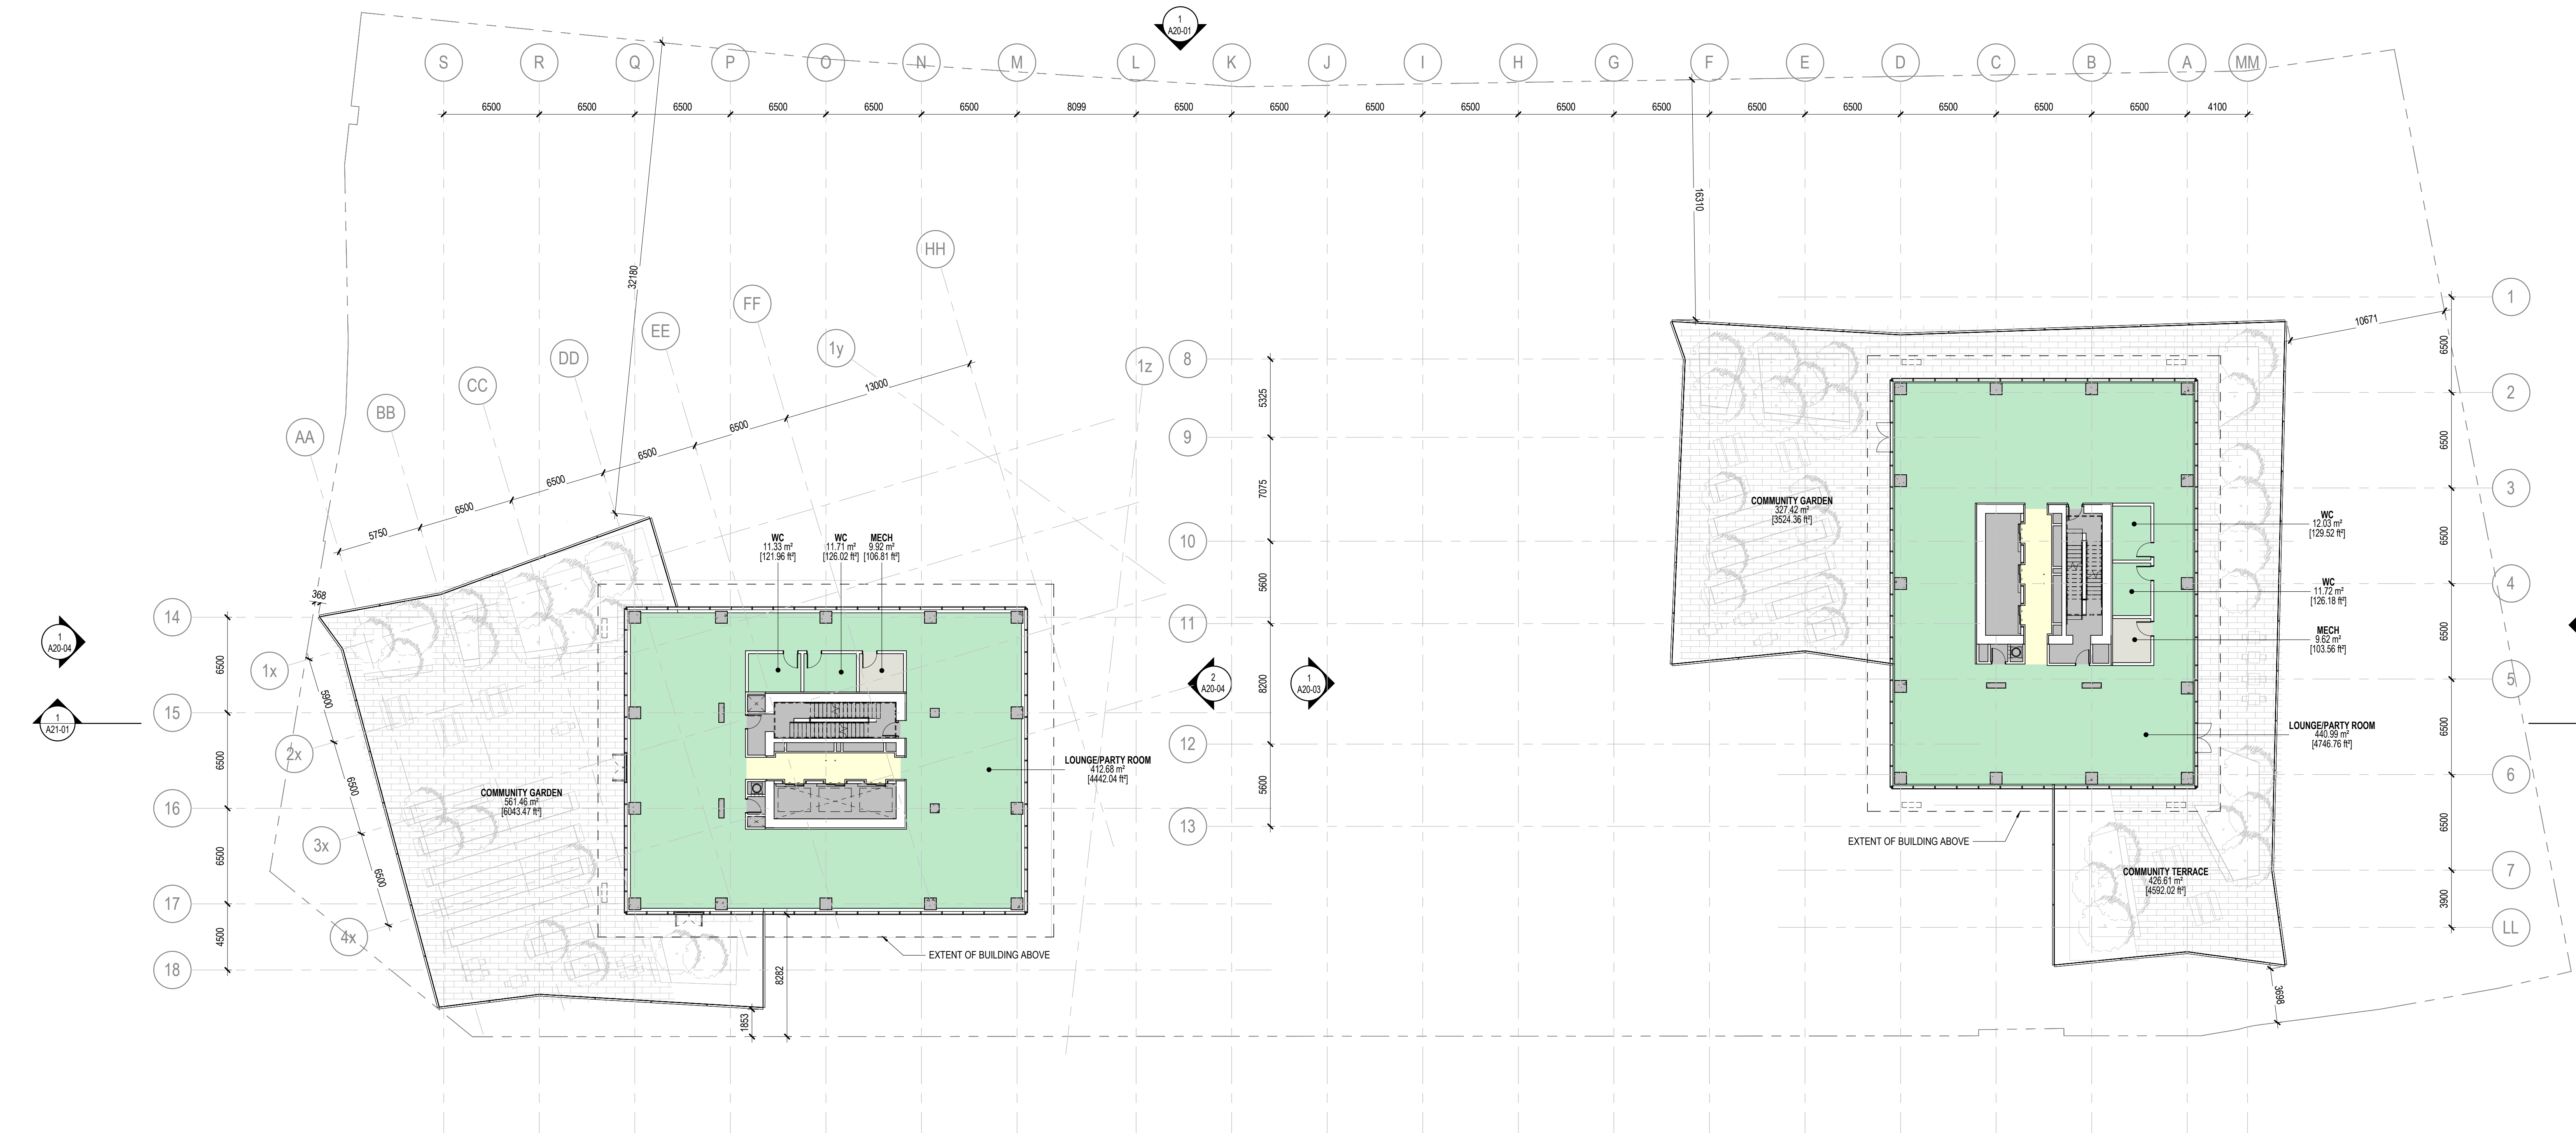 1
A20-01
S R Q P O N M L K J I H G F E D C B A MM
6500 6500 6500 6500 6500 6500 8099 6500 6500 6500 6500 6500 6500 6500 6500 6500 6500 6500 4100
32180
16310
HH
FF
EE
1y
DD
1z
CC
BB
AA
5750 6500 6500 6500 6500 13000
368
8
9
10
11
12
13
5325
7075
5600
8200
5600
1
2
3
4
5
6
7
LL
6500
6500
6500
6500
6500
6500
3900
10671
14
15
16
17
18
6500
6500
6500
4500
1x
2x
3x
4x
5900
6500
6500
1
A20-04
1
A21-01
2
A20-04
1
A20-03
WC
11.33 m²
[121.96 ft²]
WC
11.71 m²
[126.02 ft²]
MECH
9.92 m²
[106.81 ft²]
COMMUNITY GARDEN
561.46 m²
[6043.47 ft²]
LOUNGE/PARTY ROOM
412.68 m²
[4442.04 ft²]
EXTENT OF BUILDING ABOVE
8282
1853
COMMUNITY GARDEN
327.42 m²
[3524.36 ft²]
WC
12.03 m²
[129.52 ft²]
WC
11.72 m²
[126.18 ft²]
MECH
9.62 m²
[103.56 ft²]
LOUNGE/PARTY ROOM
440.99 m²
[4746.76 ft²]
EXTENT OF BUILDING ABOVE
COMMUNITY TERRACE
426.61 m²
[4592.02 ft²]
3698